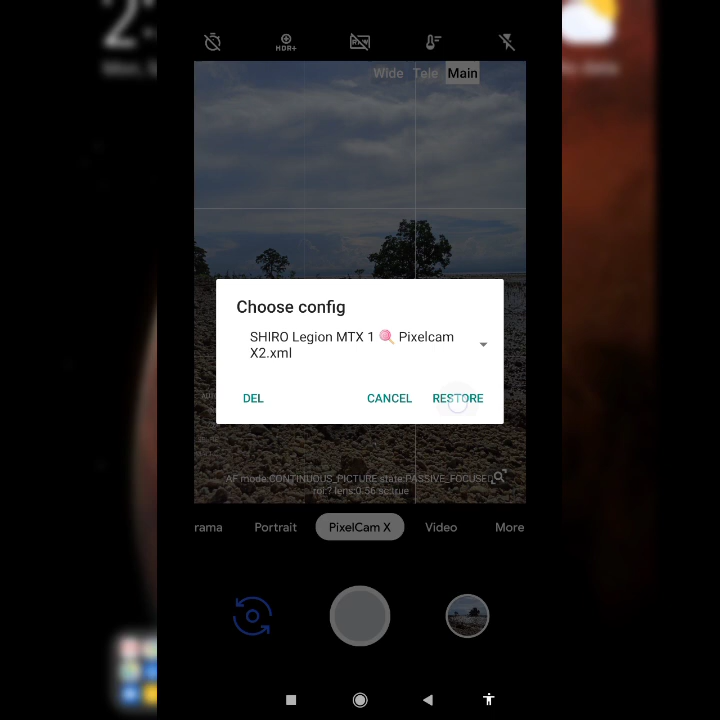 HDR+
RAW
Wide Tele Main
Choose config
SHIRO Legion MTX 1 🍭 Pixelcam
X2.xml
DEL CANCEL RESTORE
AF mode:CONTINUOUS_PICTURE state:PASSIVE_FOCUSED
roi:? lens:0.56 sc:true
rama Portrait PixelCam X Video More